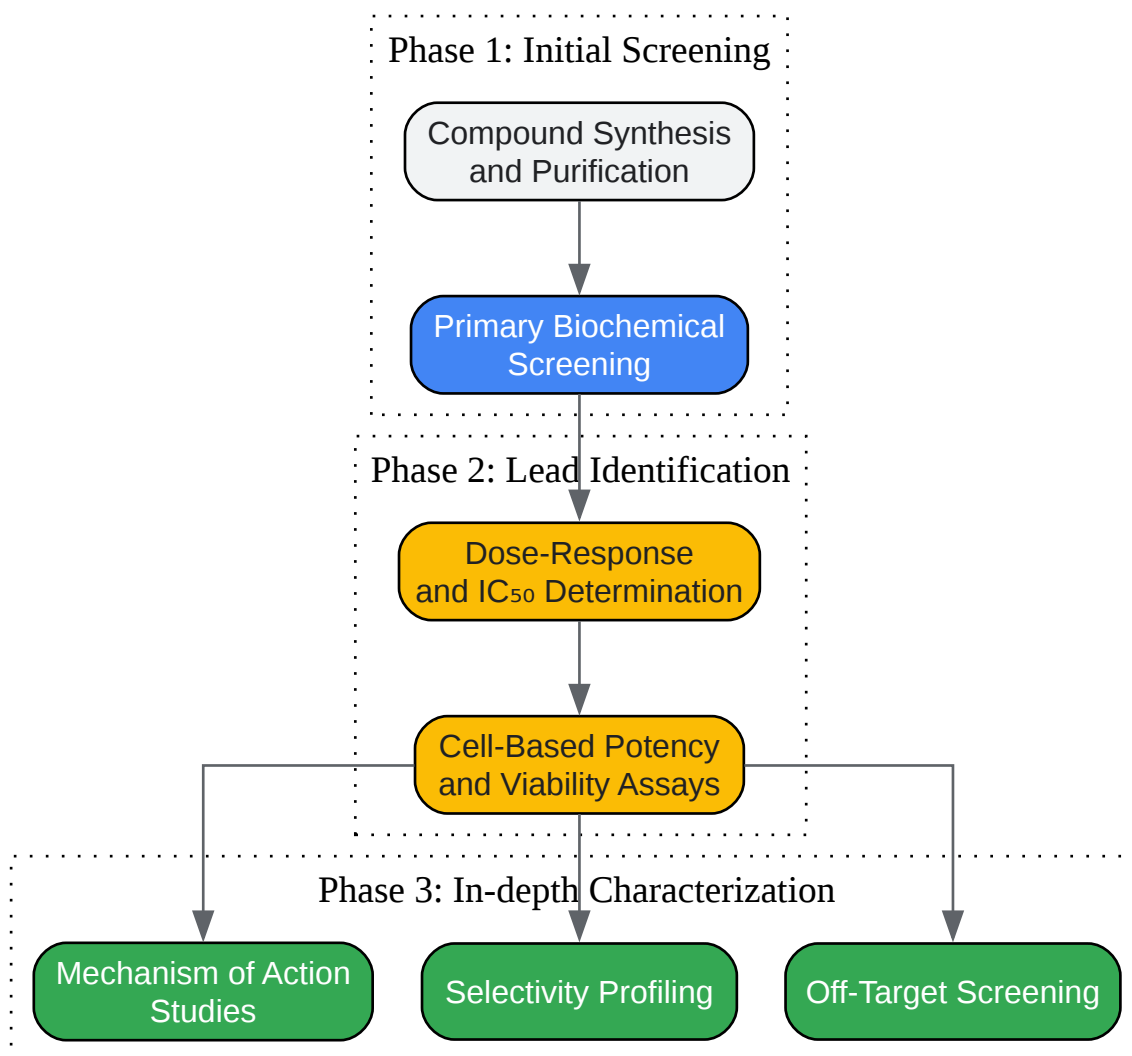 Phase 1: Initial Screening
Compound Synthesis
and Purification
Primary Biochemical
Screening
Phase 2: Lead Identification
Dose-Response
and IC₅₀ Determination
Cell-Based Potency
and Viability Assays
Phase 3: In-depth Characterization
Mechanism of Action
Studies
Selectivity Profiling
Off-Target Screening